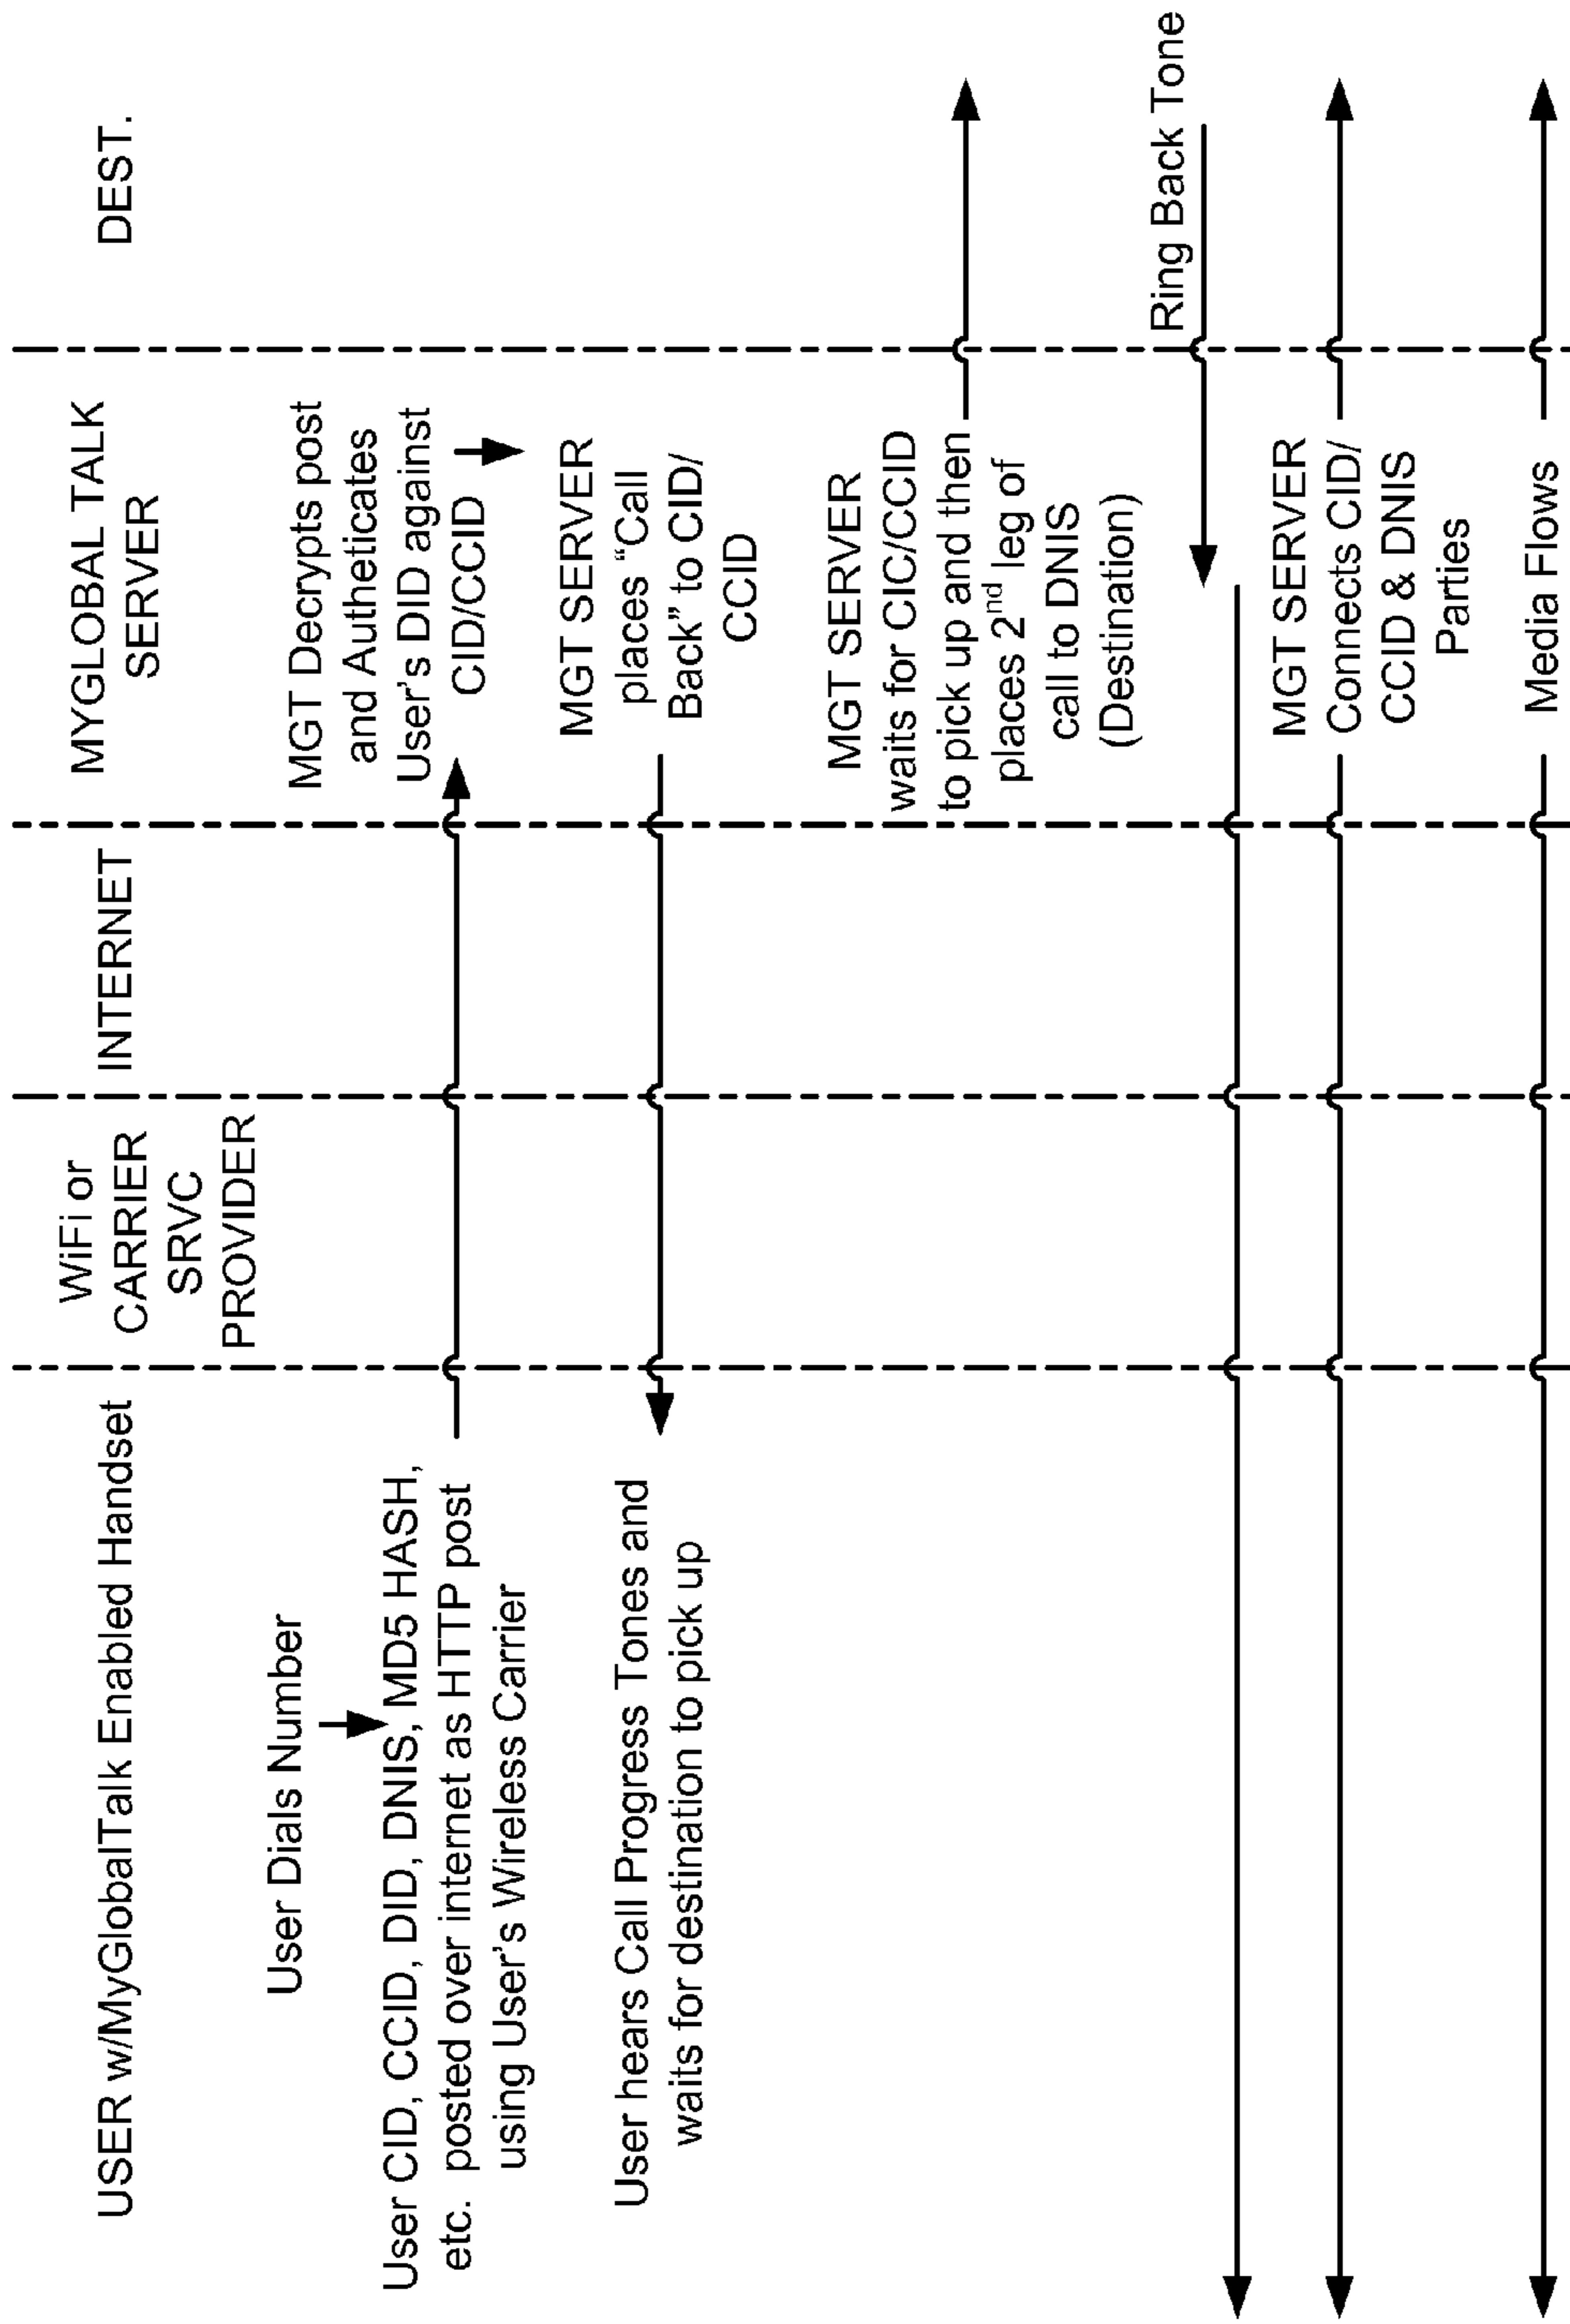 USER w/MyGlobalTalk Enabled Handset
WiFi or
CARRIER
SRVC
PROVIDER
INTERNET
MYGLOBAL TALK
SERVER
DEST.
User Dials Number
User CID, CCID, DID, DNIS, MD5 HASH,
etc. posted over internet as HTTP post
using User's Wireless Carrier
MGT Decrypts post
and Autheticates
User's DID against
CID/CCID
MGT SERVER
places “Call
Back” to CID/
CCID
User hears Call Progress Tones and
waits for destination to pick up
MGT SERVER
waits for CIC/CCID
to pick up and then
places 2nd leg of
call to DNIS
(Destination)
Ring Back Tone
MGT SERVER
Connects CID/
CCID & DNIS
Parties
Media Flows